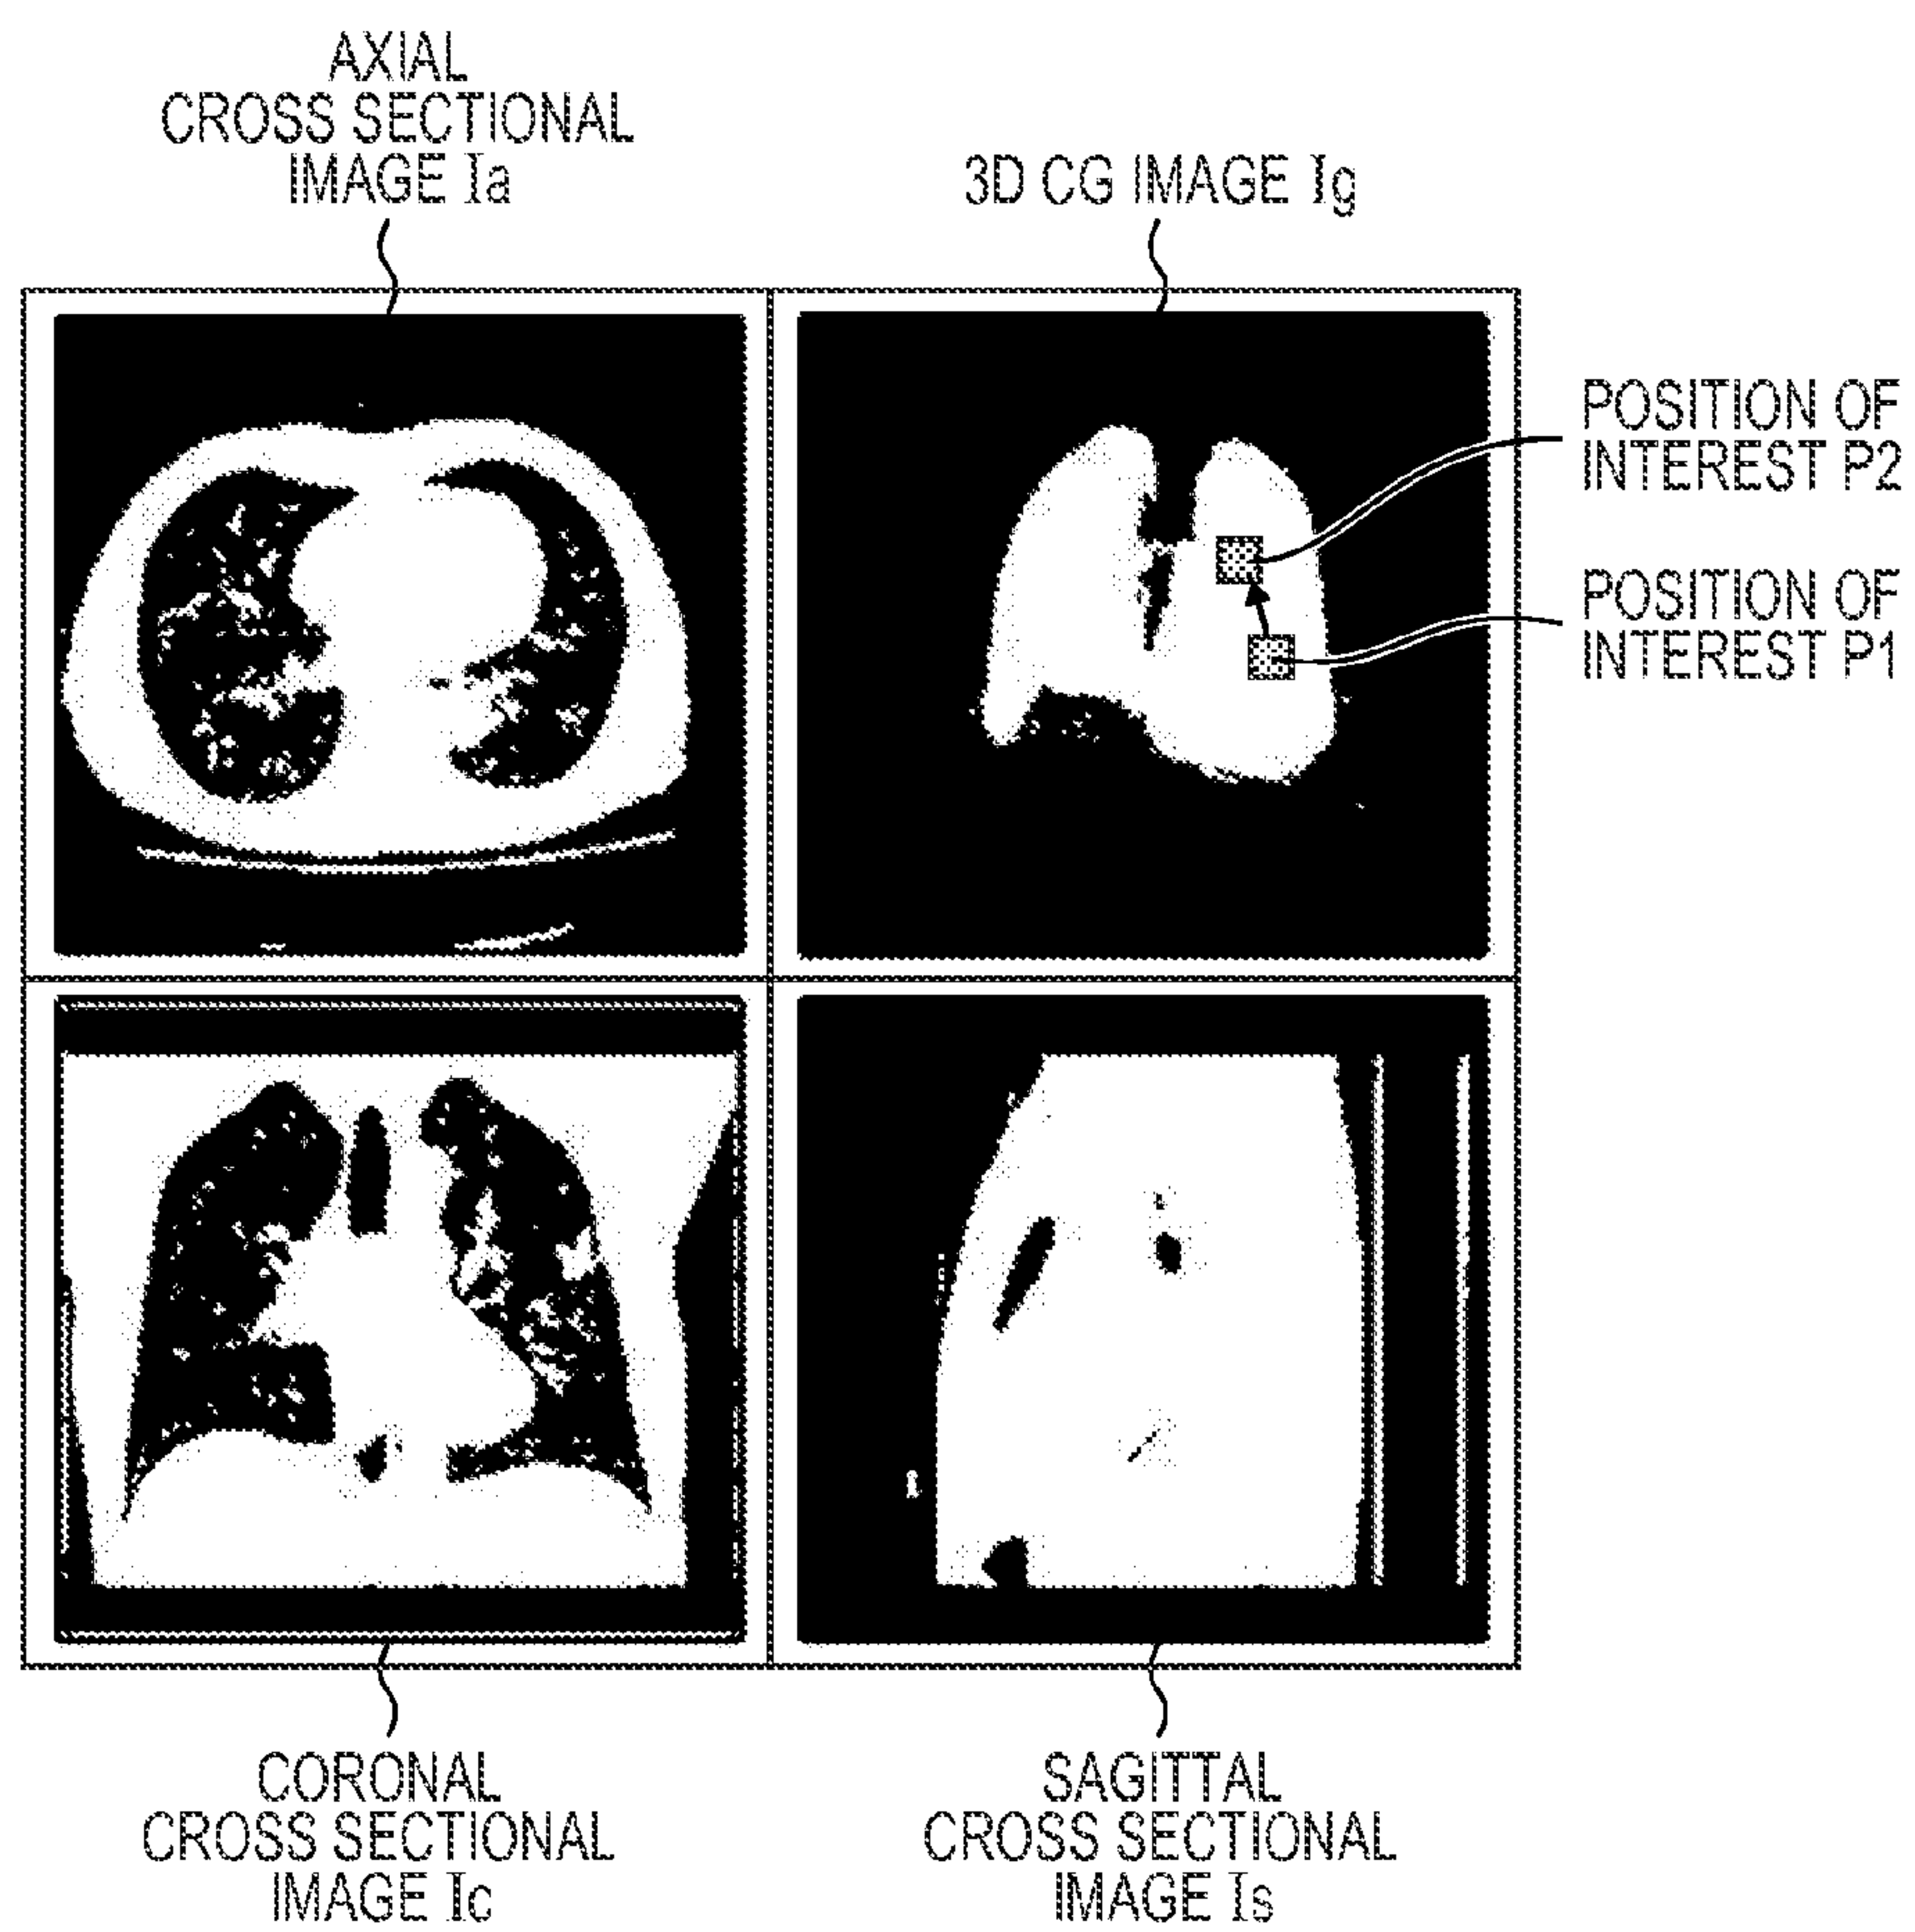 AXIAL
CROSS SECTIONAL
IMAGE Ia
3D CG IMAGE Ig
POSITION OF
INTEREST P2
POSITION OF
INTEREST P1
CORONAL
CROSS SECTIONAL
IMAGE Ic
SAGITTAL
CROSS SECTIONAL
IMAGE Is